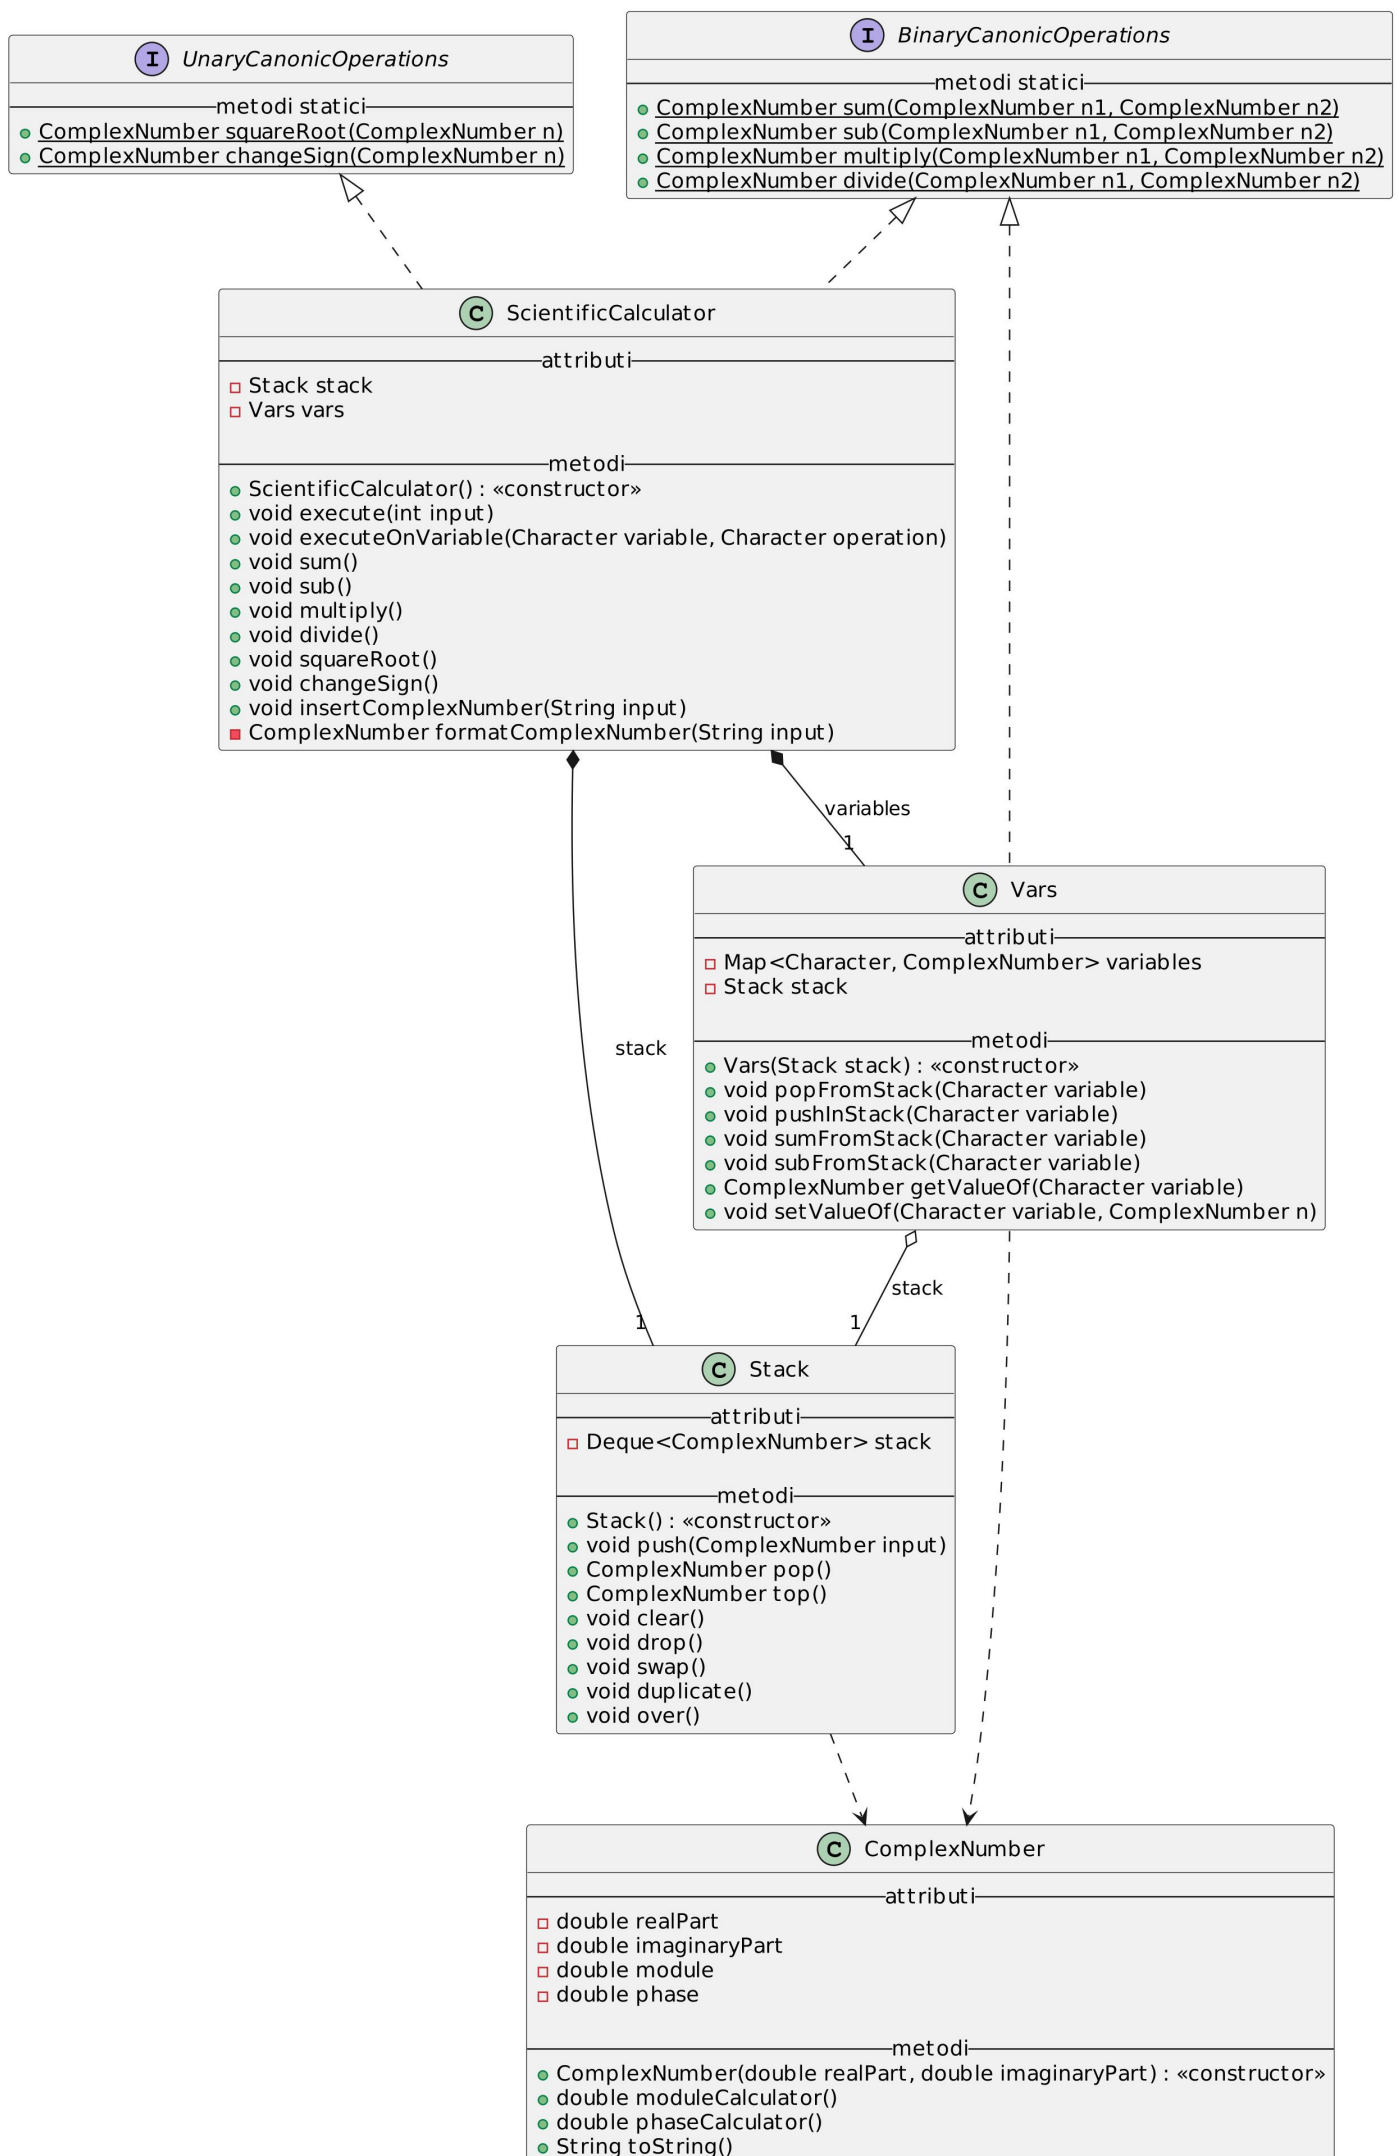 I UnaryCanonicOperations
metodi statici
ComplexNumber squareRoot(ComplexNumber n)
ComplexNumber changeSign(ComplexNumber n)
I BinaryCanonicOperations
metodi statici
ComplexNumber sum(ComplexNumber n1, ComplexNumber n2)
ComplexNumber sub(ComplexNumber n1, ComplexNumber n2)
ComplexNumber multiply(ComplexNumber n1, ComplexNumber n2)
ComplexNumber divide(ComplexNumber n1, ComplexNumber n2)
C ScientificCalculator
attributi
Stack stack
Vars vars
metodi
ScientificCalculator() : «constructor»
void execute(int input)
void executeOnVariable(Character variable, Character operation)
void sum()
void sub()
void multiply()
void divide()
void squareRoot()
void changeSign()
void insertComplexNumber(String input)
ComplexNumber formatComplexNumber(String input)
variables
1
C Vars
attributi
Map<Character, ComplexNumber> variables
Stack stack
metodi
Vars(Stack stack) : «constructor»
void popFromStack(Character variable)
void pushInStack(Character variable)
void sumFromStack(Character variable)
void subFromStack(Character variable)
ComplexNumber getValueOf(Character variable)
void setValueOf(Character variable, ComplexNumber n)
stack
1
stack
1
C Stack
attributi
Deque<ComplexNumber> stack
metodi
Stack() : «constructor»
void push(ComplexNumber input)
ComplexNumber pop()
ComplexNumber top()
void clear()
void drop()
void swap()
void duplicate()
void over()
C ComplexNumber
attributi
double realPart
double imaginaryPart
double module
double phase
metodi
ComplexNumber(double realPart, double imaginaryPart) : «constructor»
double moduleCalculator()
double phaseCalculator()
String toString()